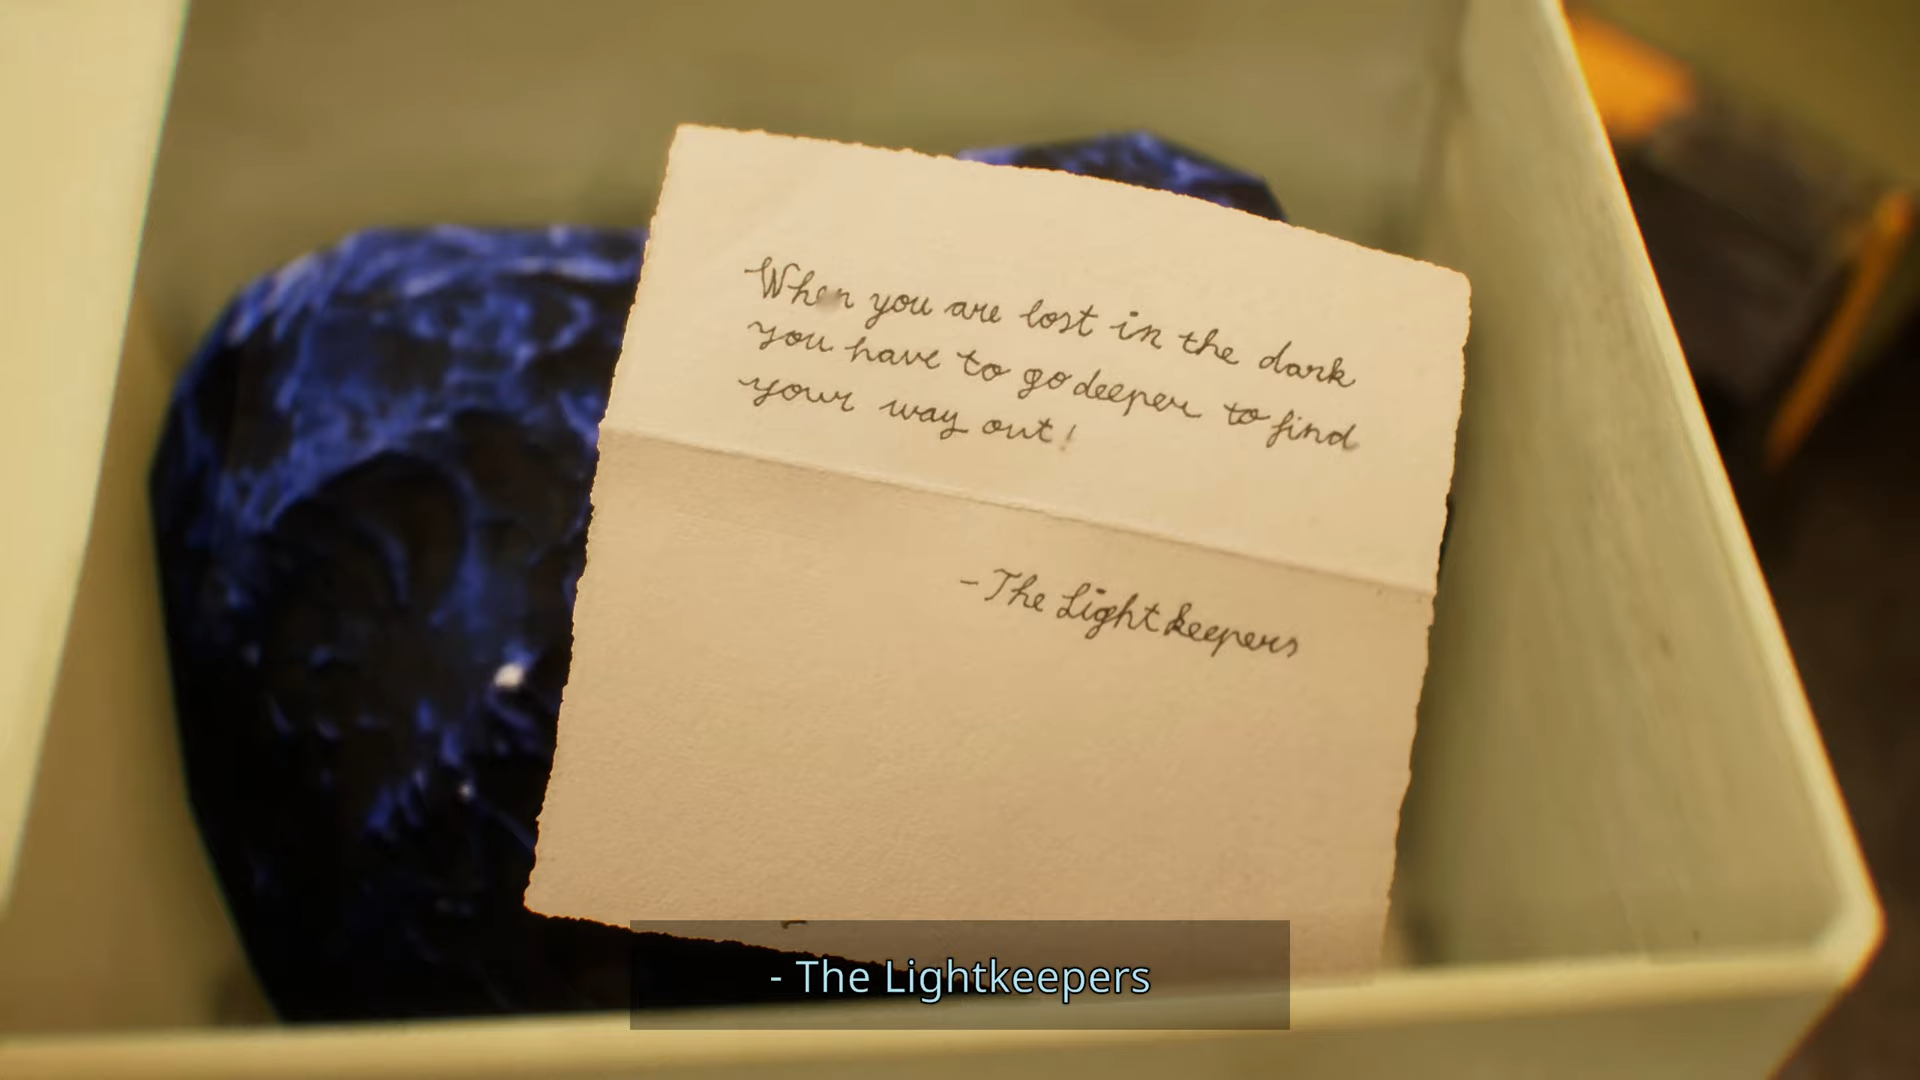 When you are lost in the dark
you have to go deeper to find
your way out!
- The Lightkeepers
- The Lightkeepers